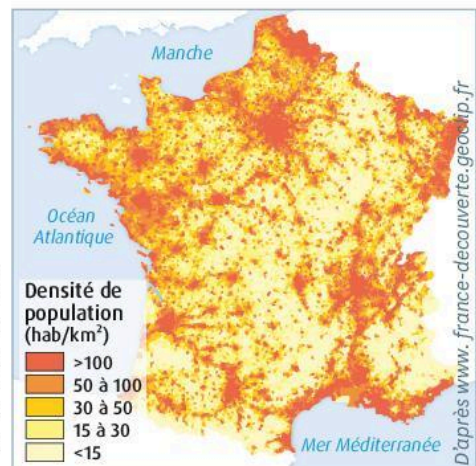 Manche
Océan
Atlantique
Densité de
population
(hab/km²)
>100
50 à 100
30 à 50
15 à 30
<15
Mer Méditerranée
D'après www. france-decouverte.geoclip.fr